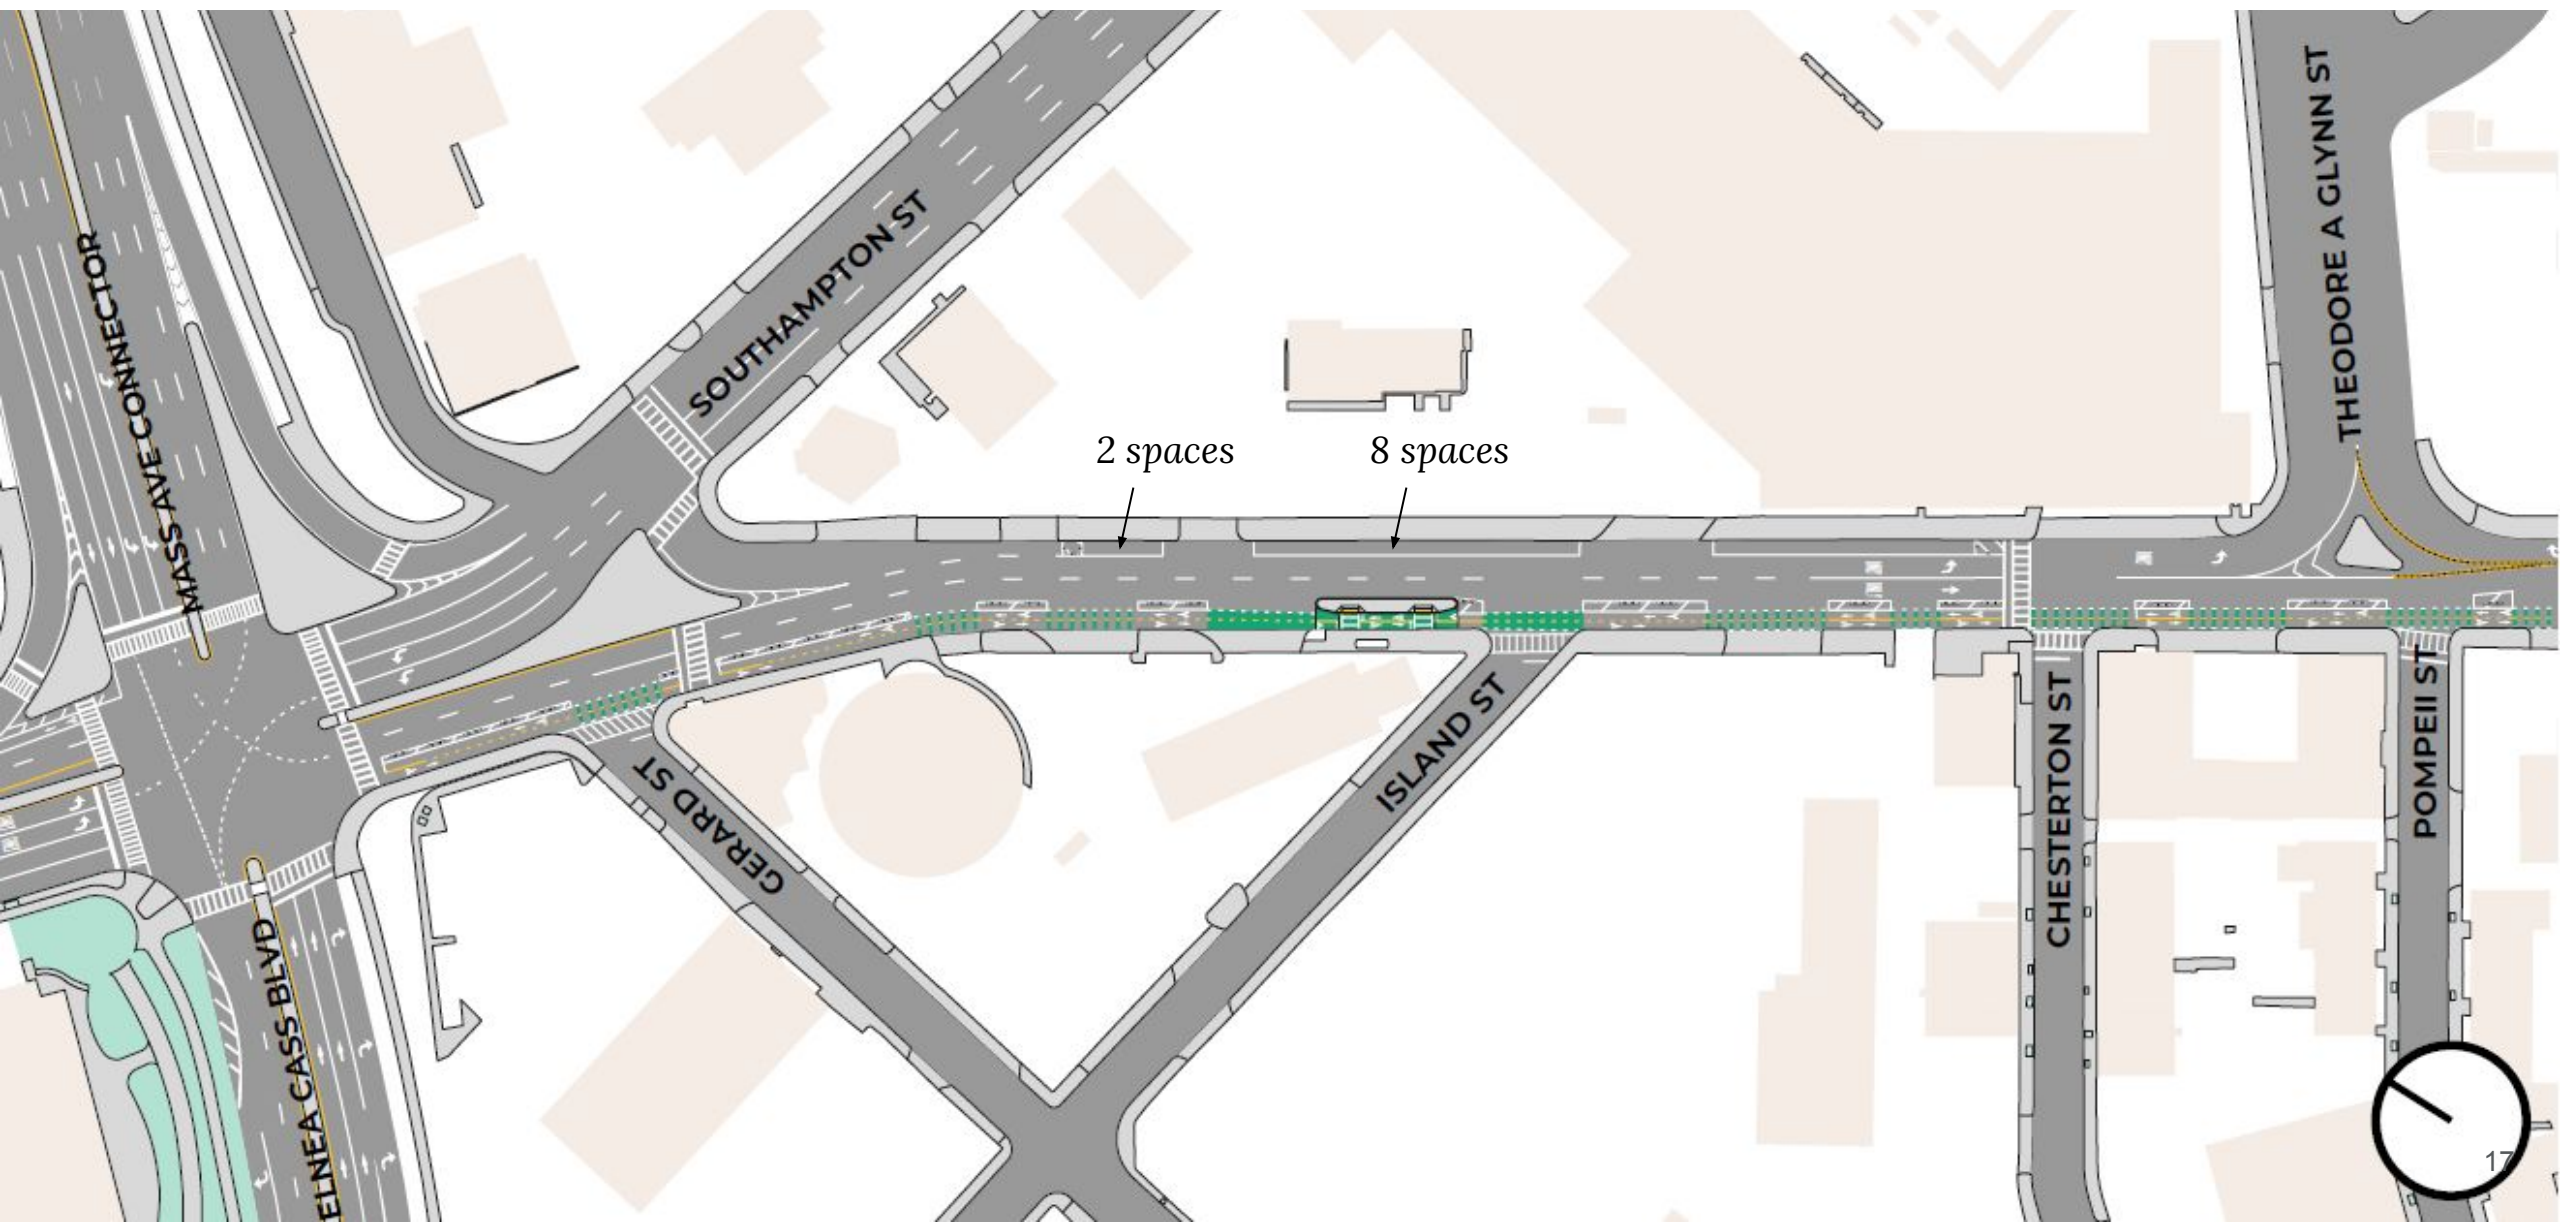 MASS AVE CONNECTOR
SOUTHAMPTON ST
THEODORE A GLYNN ST
2 spaces
8 spaces
GERARD ST
ISLAND ST
CHESTERTON ST
POMPEII ST
ELNEA CASS BLVD
17